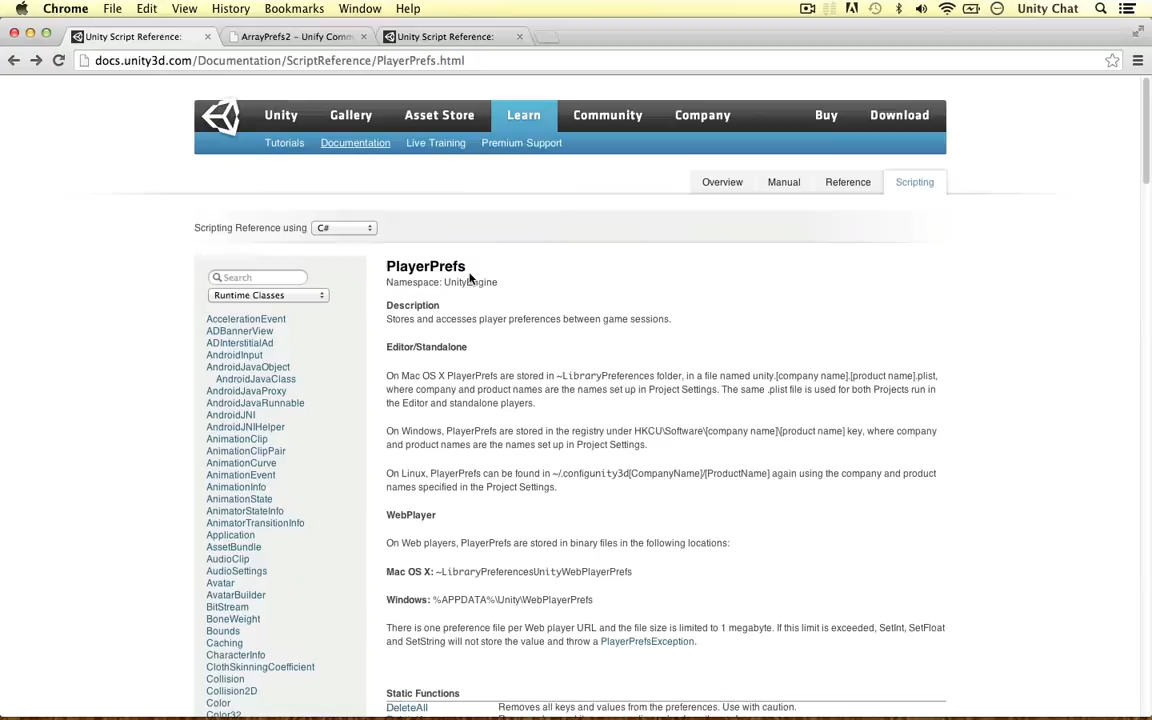 Chrome File Edit View History Bookmarks Window Help Unity Chat
Unity Script Reference: ArrayPrefs2 – Unify Comm Unity Script Reference:
docs.unity3d.com/Documentation/ScriptReference/PlayerPrefs.html
Unity Gallery Asset Store Learn Community Company Buy Download
Tutorials Documentation Live Training Premium Support
Overview Manual Reference Scripting
Scripting Reference using C#
Search
Runtime Classes
AccelerationEvent
ADBannerView
ADInterstitialAd
AndroidInput
AndroidJavaObject
AndroidJavaClass
AndroidJavaProxy
AndroidJavaRunnable
AndroidJNI
AndroidJNIHelper
AnimationClip
AnimationClipPair
AnimationCurve
AnimationEvent
AnimationInfo
AnimationState
AnimatorStateInfo
AnimatorTransitionInfo
Application
AssetBundle
AudioClip
AudioSettings
Avatar
AvatarBuilder
BitStream
BoneWeight
Bounds
Caching
CharacterInfo
ClothSkinningCoefficient
Collision
Collision2D
Color
Color32
PlayerPrefs
Namespace: UnityEngine
Description
Stores and accesses player preferences between game sessions.
Editor/Standalone
On Mac OS X PlayerPrefs are stored in ~LibraryPreferences folder, in a file named unity.[company name].[product name].plist,
where company and product names are the names set up in Project Settings. The same .plist file is used for both Projects run in
the Editor and standalone players.
On Windows, PlayerPrefs are stored in the registry under HKCU\Software\[company name]\[product name] key, where company
and product names are the names set up in Project Settings.
On Linux, PlayerPrefs can be found in ~/.configunity3d[CompanyName]/[ProductName] again using the company and product
names specified in the Project Settings.
WebPlayer
On Web players, PlayerPrefs are stored in binary files in the following locations:
Mac OS X: ~LibraryPreferencesUnityWebPlayerPrefs
Windows: %APPDATA%\Unity\WebPlayerPrefs
There is one preference file per Web player URL and the file size is limited to 1 megabyte. If this limit is exceeded, SetInt, SetFloat
and SetString will not store the value and throw a PlayerPrefsException.
Static Functions
DeleteAll Removes all keys and values from the preferences. Use with caution.